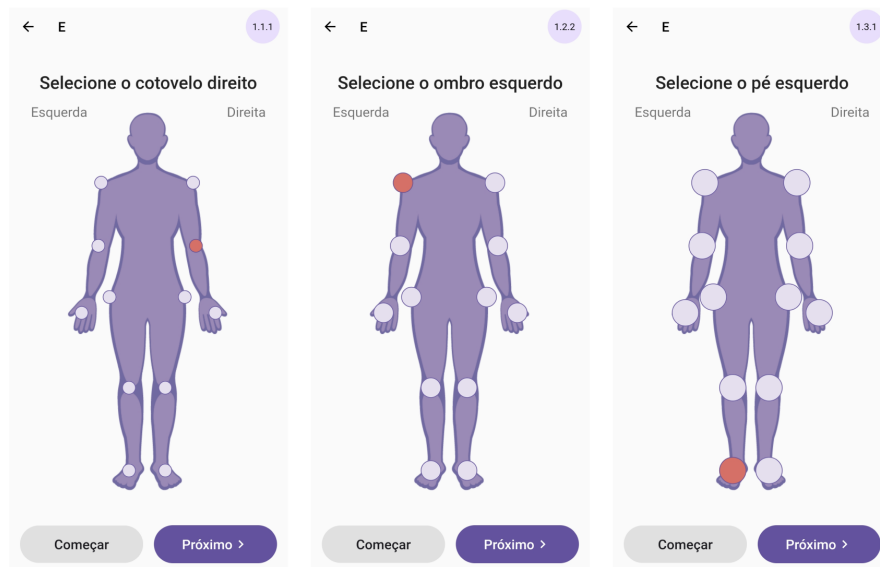 E
1.1.1
Selecione o cotovelo direito
Esquerda
Direita
Começar
Próximo >
E
1.2.2
Selecione o ombro esquerdo
Esquerda
Direita
Começar
Próximo >
E
1.3.1
Selecione o pé esquerdo
Esquerda
Direita
Começar
Próximo >